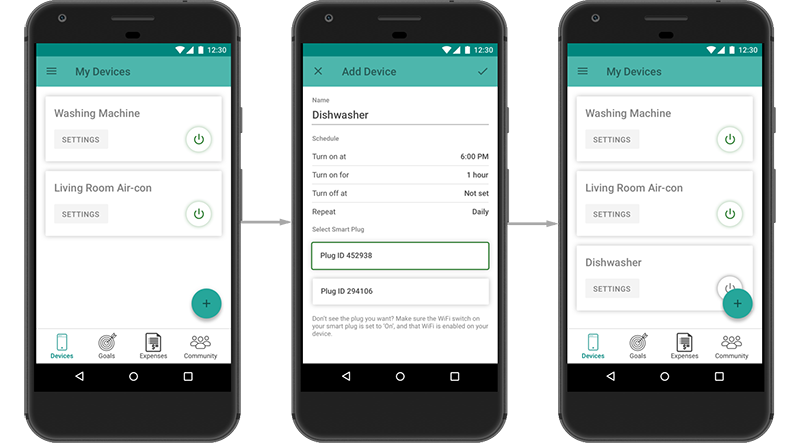 12:30
My Devices
Washing Machine
SETTINGS
Living Room Air-con
SETTINGS
+
Devices
Goals
Expenses
Community
12:30
Add Device
Name
Dishwasher
Schedule
Turn on at 6:00 PM
Turn on for 1 hour
Turn off at Not set
Repeat Daily
Select Smart Plug
Plug ID 452938
Plug ID 294106
Don't see the plug you want? Make sure the WiFi switch on
your smart plug is set to 'On', and that WiFi is enabled on your
device.
12:30
My Devices
Washing Machine
SETTINGS
Living Room Air-con
SETTINGS
Dishwasher
SETTINGS
+
Devices
Goals
Expenses
Community